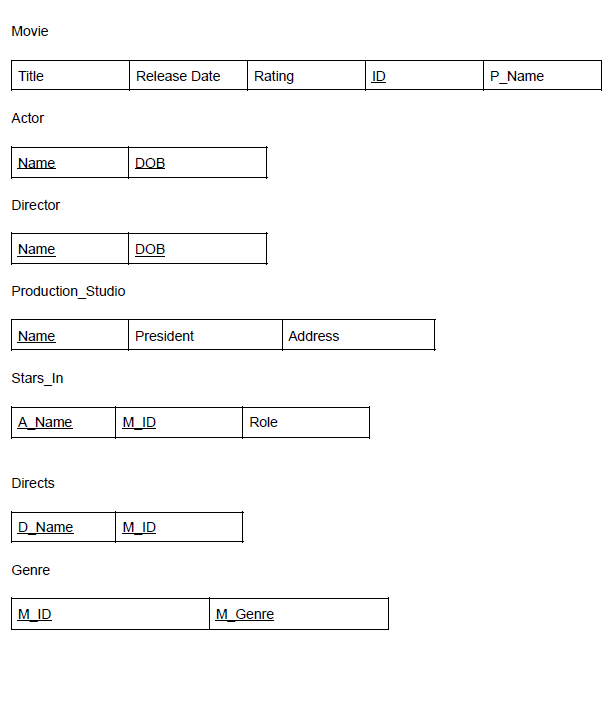 Movie
Title Release Date Rating ID P_Name
Actor
Name DOB
Director
Name DOB
Production_Studio
Name President Address
Stars_In
A_Name M_ID Role
Directs
D_Name M_ID
Genre
M_ID M_Genre